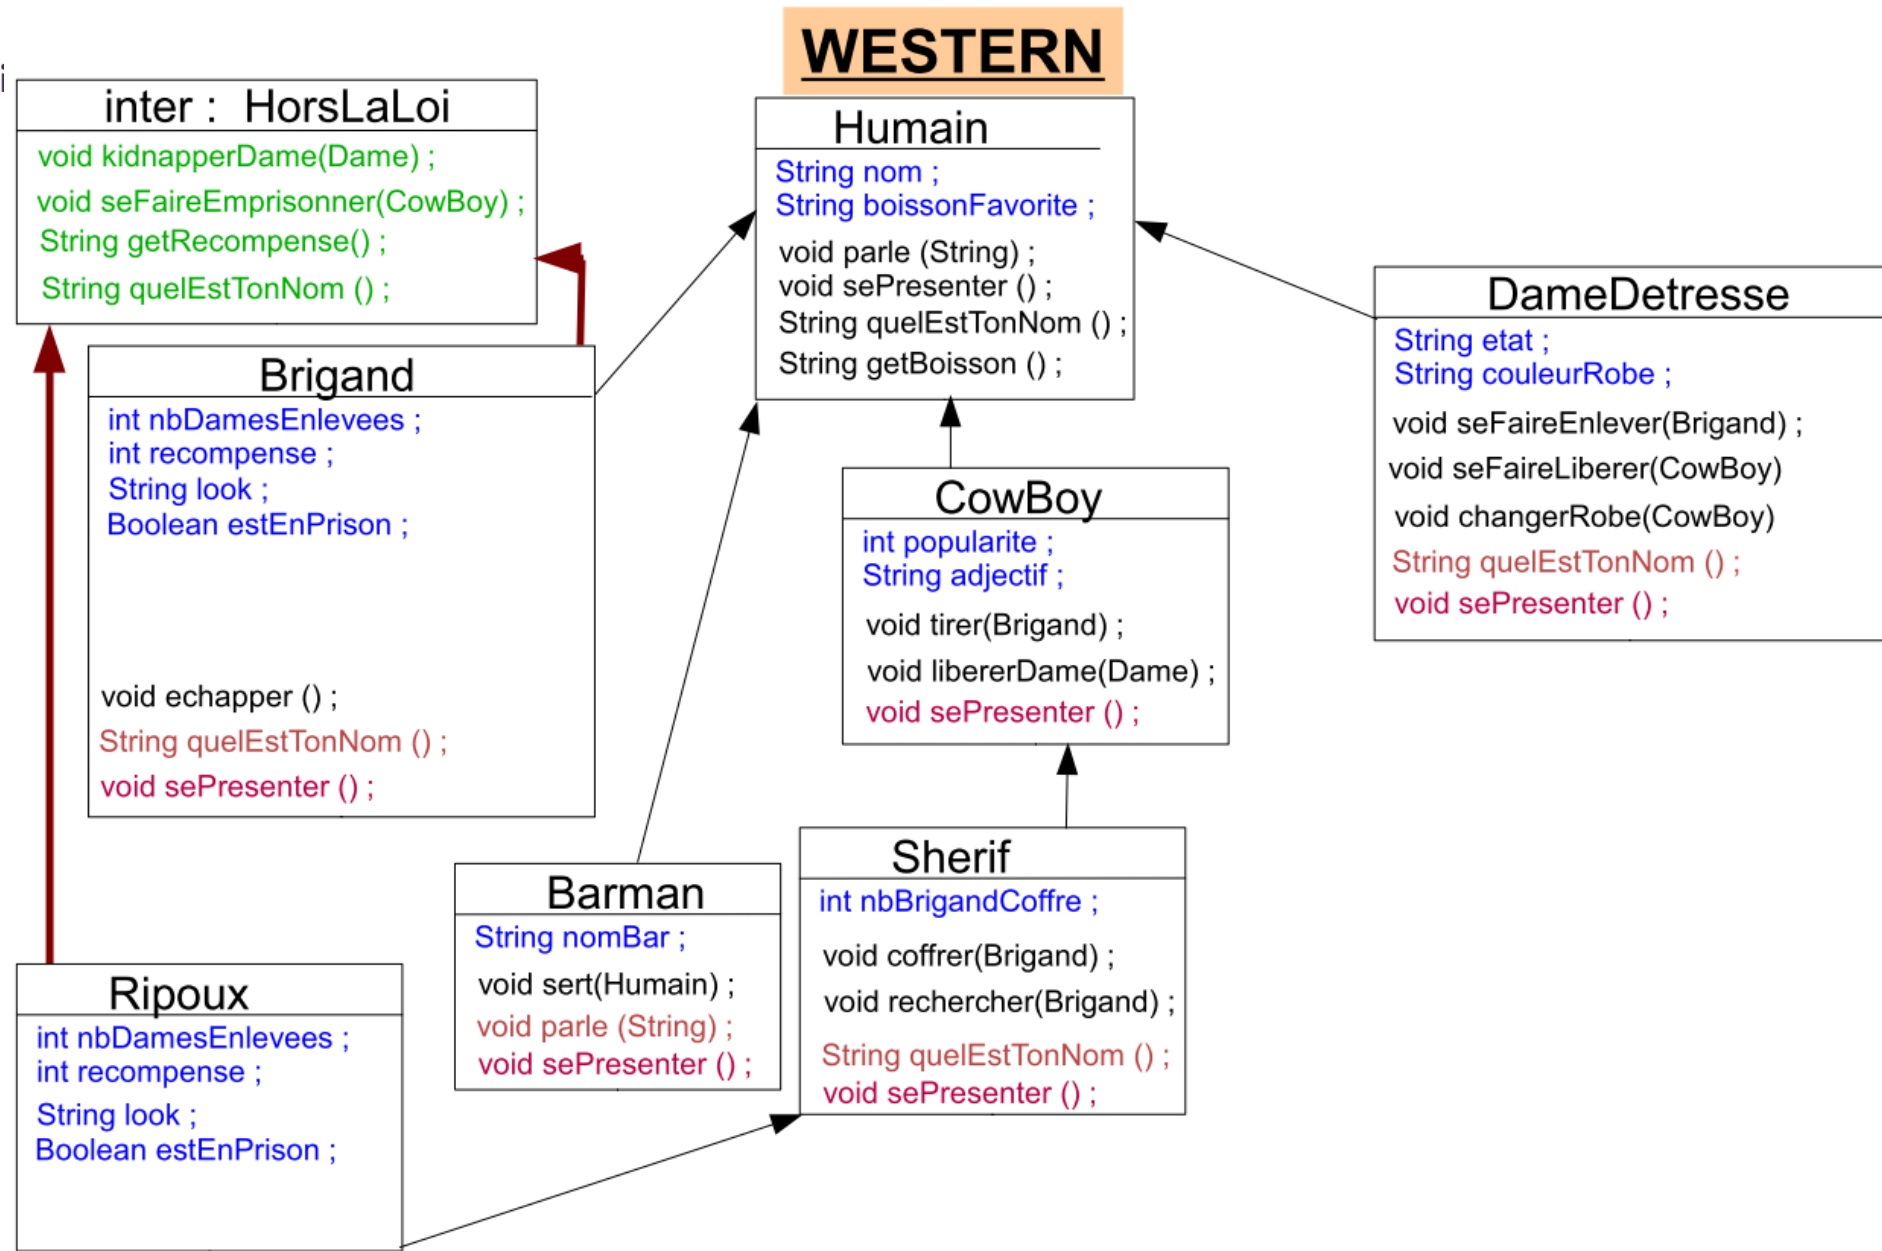 WESTERN
i
inter : HorsLaLoi
void kidnapperDame(Dame) ;
void seFaireEmprisonner(CowBoy) ;
String getRecompense() ;
String quelEstTonNom () ;
Humain
String nom ;
String boissonFavorite ;
void parle (String) ;
void sePresenter () ;
String quelEstTonNom () ;
String getBoisson () ;
DameDetresse
String etat ;
String couleurRobe ;
void seFaireEnlever(Brigand) ;
void seFaireLiberer(CowBoy)
void changerRobe(CowBoy)
String quelEstTonNom () ;
void sePresenter () ;
Brigand
int nbDamesEnlevees ;
int recompense ;
String look ;
Boolean estEnPrison ;
void echapper () ;
String quelEstTonNom () ;
void sePresenter () ;
CowBoy
int popularite ;
String adjectif ;
void tirer(Brigand) ;
void libererDame(Dame) ;
void sePresenter () ;
Barman
String nomBar ;
void sert(Humain) ;
void parle (String) ;
void sePresenter () ;
Sherif
int nbBrigandCoffre ;
void coffrer(Brigand) ;
void rechercher(Brigand) ;
String quelEstTonNom () ;
void sePresenter () ;
Ripoux
int nbDamesEnlevees ;
int recompense ;
String look ;
Boolean estEnPrison ;